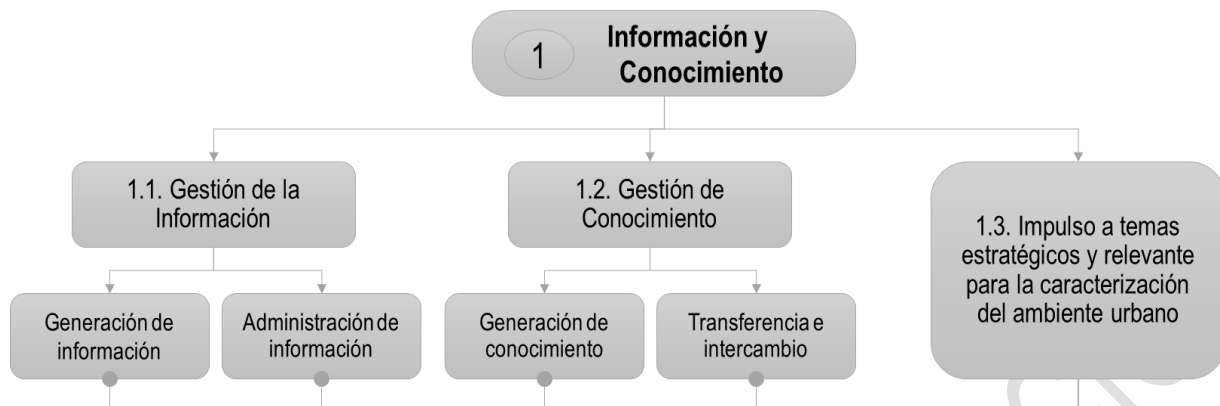 1
Información y
Conocimiento
1.1. Gestión de la
Información
1.2. Gestión de
Conocimiento
1.3. Impulso a temas
estratégicos y relevante
para la caracterización
del ambiente urbano
Generación de
información
Administración de
información
Generación de
conocimiento
Transferencia e
intercambio